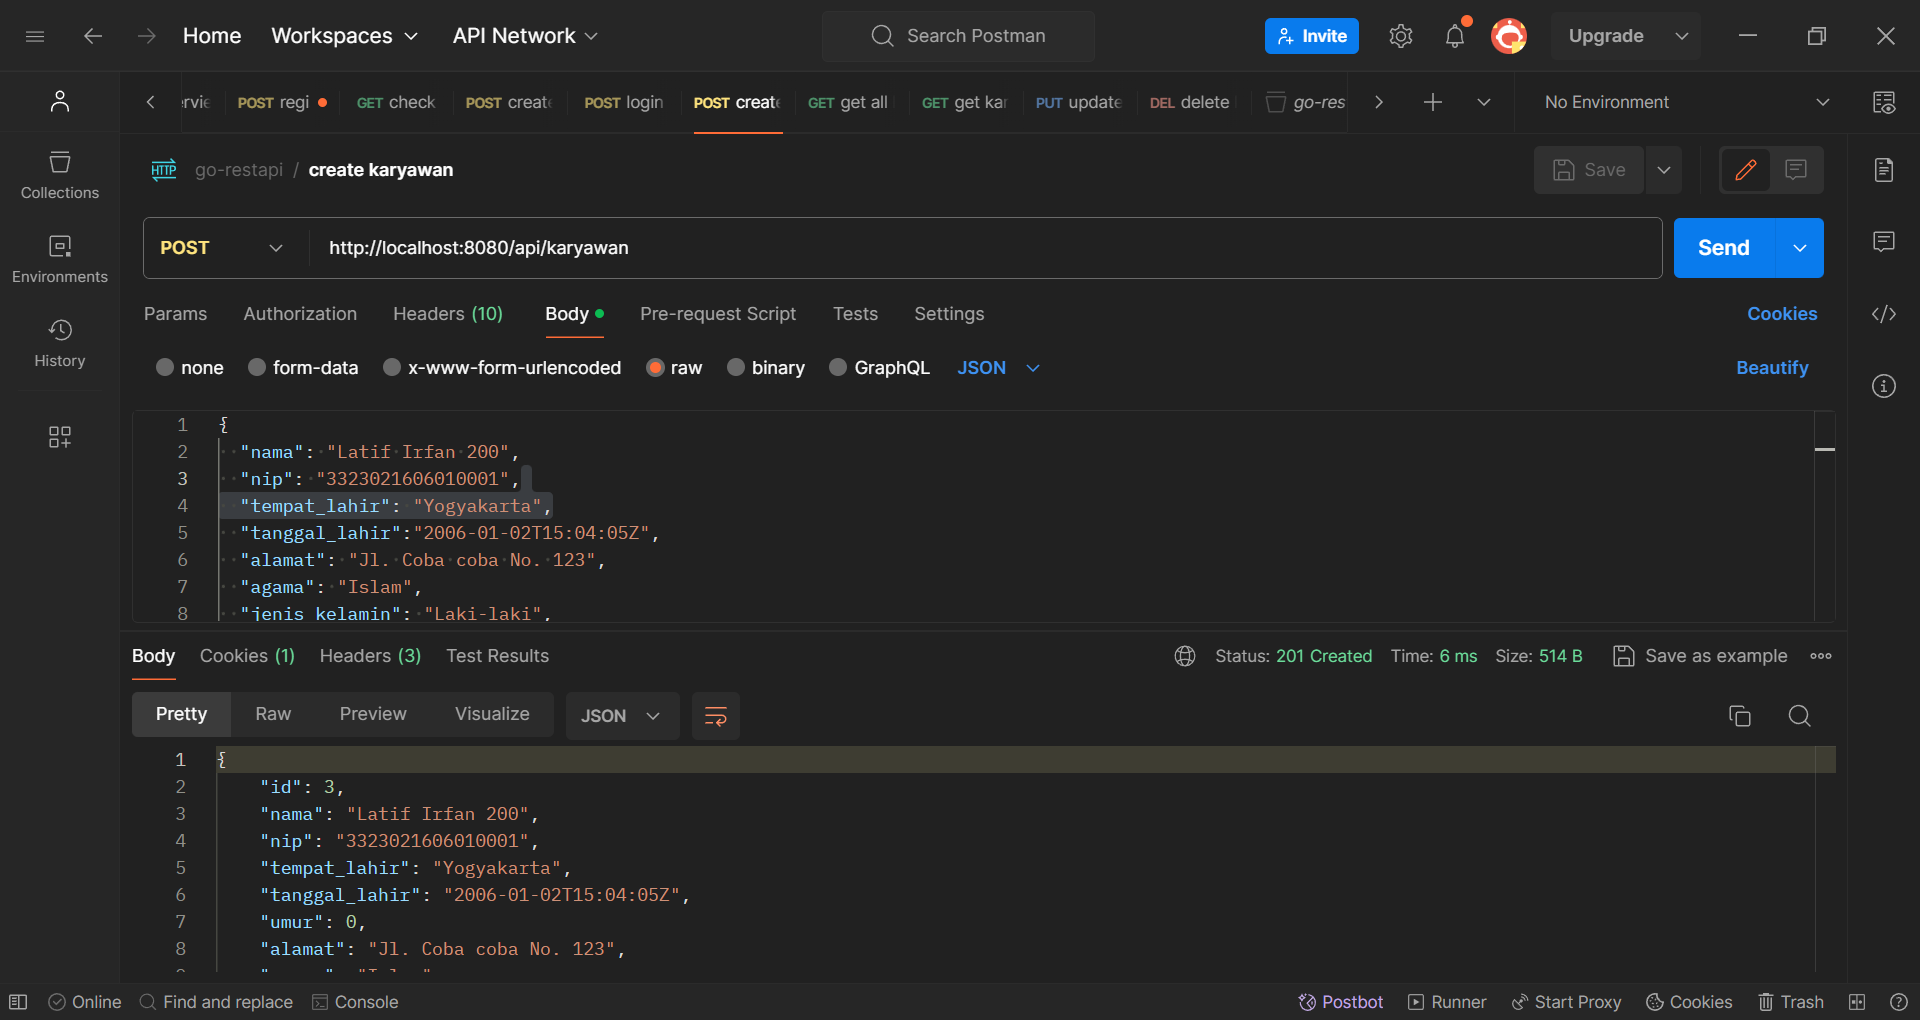 Home Workspaces API Network Search Postman Invite Upgrade
rvie POST regi GET check POST create POST login POST create GET get all GET get kar PUT update DEL delete go-res No Environment
HTTP go-restapi / create karyawan Save
Collections
Environments
History
POST http://localhost:8080/api/karyawan Send
Params Authorization Headers (10) Body Pre-request Script Tests Settings Cookies
none form-data x-www-form-urlencoded raw binary GraphQL JSON Beautify
1 {
2 "nama": "Latif Irfan 200",
3 "nip": "3323021606010001",
4 "tempat_lahir": "Yogyakarta",
5 "tanggal_lahir":"2006-01-02T15:04:05Z",
6 "alamat": "Jl. Coba coba No. 123",
7 "agama": "Islam",
8 "jenis_kelamin": "Laki-laki",
Body Cookies (1) Headers (3) Test Results Status: 201 Created Time: 6 ms Size: 514 B Save as example
Pretty Raw Preview Visualize JSON
1 {
2 "id": 3,
3 "nama": "Latif Irfan 200",
4 "nip": "3323021606010001",
5 "tempat_lahir": "Yogyakarta",
6 "tanggal_lahir": "2006-01-02T15:04:05Z",
7 "umur": 0,
8 "alamat": "Jl. Coba coba No. 123",
Online Find and replace Console Postbot Runner Start Proxy Cookies Trash